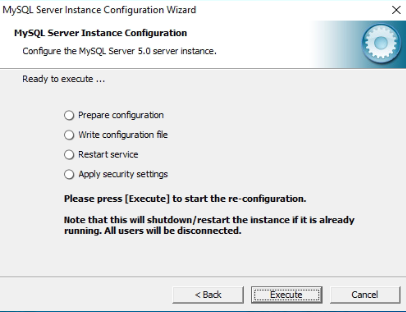 MySQL Server Instance Configuration Wizard
MySQL Server Instance Configuration
Configure the MySQL Server 5.0 server instance.
Ready to execute ...
Prepare configuration
Write configuration file
Restart service
Apply security settings
Please press [Execute] to start the re-configuration.
Note that this will shutdown/restart the instance if it is already
running. All users will be disconnected.
< Back Execute Cancel